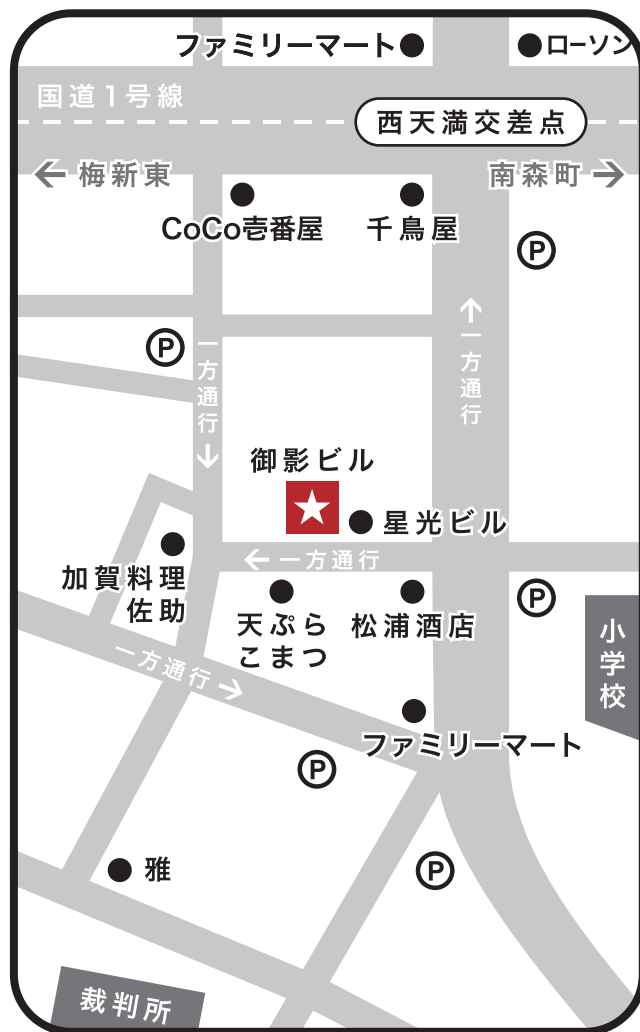 ファミリーマート
ローソン
国道1号線
西天満交差点
← 梅新東
南森町 →
CoCo壱番屋
千鳥屋
P
↑一方通行
P
一方通行↓
御影ビル
星光ビル
← 一方通行
加賀料理
佐助
天ぷら
こまつ
松浦酒店
P
小学校
一方通行 →
ファミリーマート
P
雅
P
裁判所